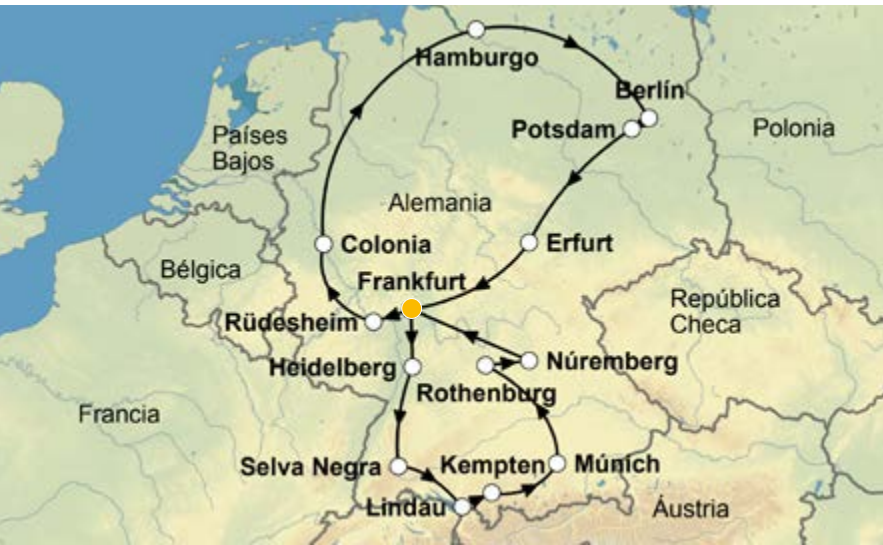 Hamburgo
Berlín
Potsdam
Países
Bajos
Polonia
Alemania
Colonia
Erfurt
Bélgica
Frankfurt
República
Checa
Rüdesheim
Heidelberg
Núremberg
Rothenburg
Francia
Selva Negra
Kempten
Múnich
Lindau
Áustria